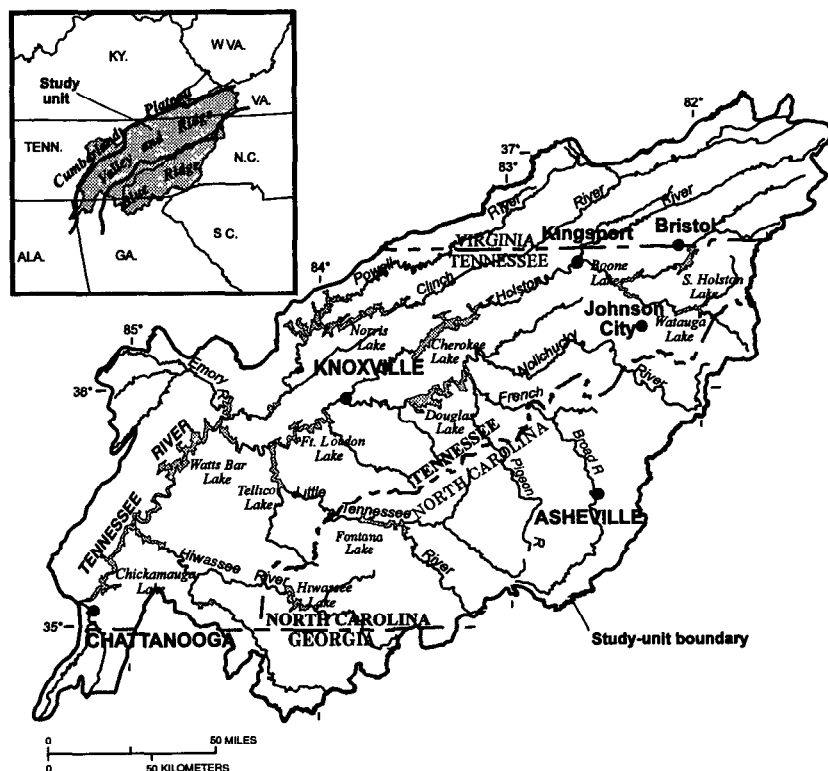 KY.
W VA.
Study
unit
VA.
TENN.
Cumberland Plateau
Valley and Ridge
Blue Ridge
N.C.
S C.
ALA.
GA.
82°
37°
83°
River
River
River
VIRGINIA
TENNESSEE
Kingsport
Bristol
Powell
Clinch
Holston
Boone
Lake
S. Holston
Lake
84°
Norris
Lake
Cherokee
Lake
Johnson
City
Watauga
Lake
85°
Emory
R
KNOXVILLE
Nolichucky
River
36°
Douglas
Lake
French
Broad R
TENNESSEE
RIVER
Ft. Loudon
Lake
TENNESSEE
NORTH CAROLINA
Watts Bar
Lake
Tellico
Lake
Little
Tennessee
River
Pigeon
R
ASHEVILLE
Fontana
Lake
Hiwassee
River
Chickamauga
Lake
Hiwassee
Lake
35°
CHATTANOOGA
NORTH CAROLINA
GEORGIA
Study-unit boundary
0 50 MILES
0 50 KILOMETERS